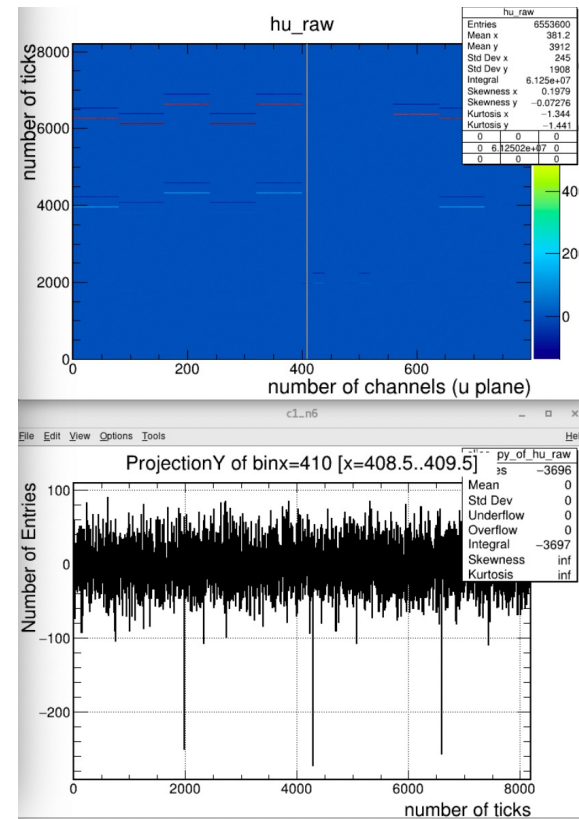 hu_raw
hu_raw
Entries 6553600
Mean x 381.2
Mean y 3912
Std Dev x 245
Std Dev y 1908
Integral 6.125e+07
Skewness x 0.1979
Skewness y −0.07276
Kurtosis x −1.344
Kurtosis y −1.441
0 0 0
0 6.12502e+07 0
0 0 0
number of ticks
8000
6000
4000
2000
0
0 200 400 600
40
20
0
number of channels (u plane)
c1_n6
File Edit View Options Tools
ProjectionY of binx=410 [x=408.5..409.5]
py_of_hu_raw
es −3696
Mean 0
Std Dev 0
Underflow 0
Overflow 0
Integral −3697
Skewness inf
Kurtosis inf
Number of Entries
100
0
−100
−200
0 2000 4000 6000 8000
number of ticks